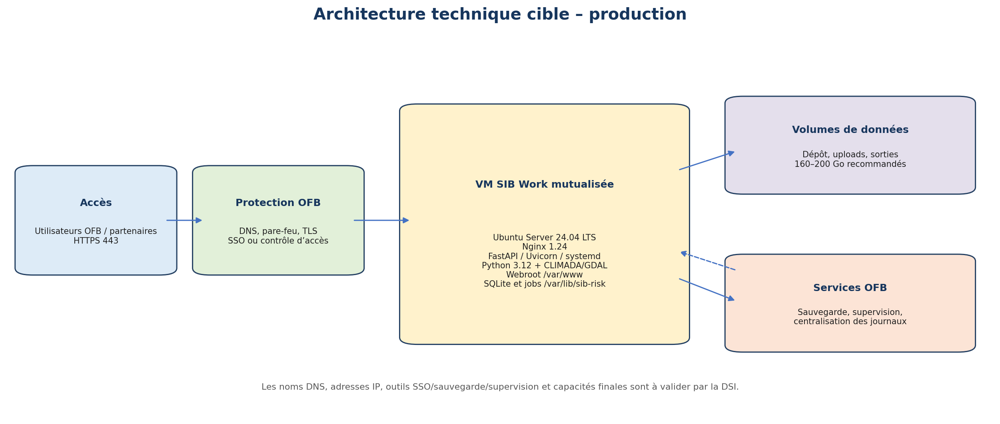 Architecture technique cible – production
Accès
Utilisateurs OFB / partenaires
HTTPS 443
Protection OFB
DNS, pare-feu, TLS
SSO ou contrôle d’accès
VM SIB Work mutualisée
Ubuntu Server 24.04 LTS
Nginx 1.24
FastAPI / Uvicorn / systemd
Python 3.12 + CLIMADA/GDAL
Webroot /var/www
SQLite et jobs /var/lib/sib-risk
Volumes de données
Dépôt, uploads, sorties
160–200 Go recommandés
Services OFB
Sauvegarde, supervision,
centralisation des journaux
Les noms DNS, adresses IP, outils SSO/sauvegarde/supervision et capacités finales sont à valider par la DSI.